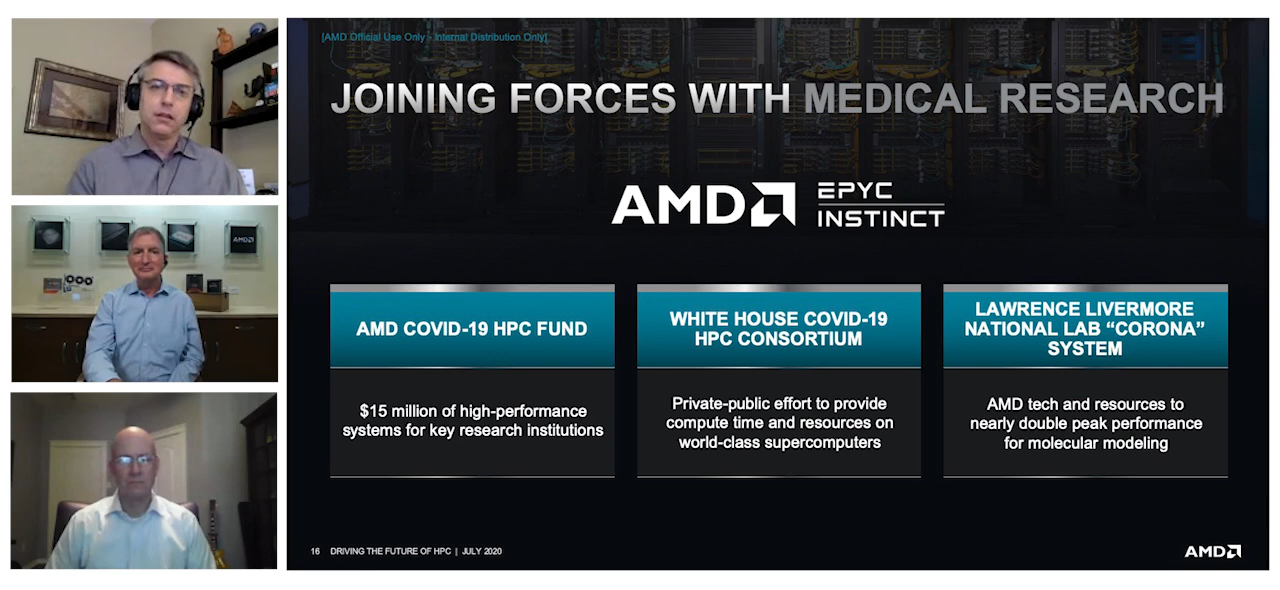 [AMD Official Use Only - Internal Distribution Only]
JOINING FORCES WITH MEDICAL RESEARCH
AMD
EPYC
INSTINCT
AMD COVID-19 HPC FUND
$15 million of high-performance
systems for key research institutions
WHITE HOUSE COVID-19
HPC CONSORTIUM
Private-public effort to provide
compute time and resources on
world-class supercomputers
LAWRENCE LIVERMORE
NATIONAL LAB “CORONA”
SYSTEM
AMD tech and resources to
nearly double peak performance
for molecular modeling
16 DRIVING THE FUTURE OF HPC | JULY 2020
AMD
AMD